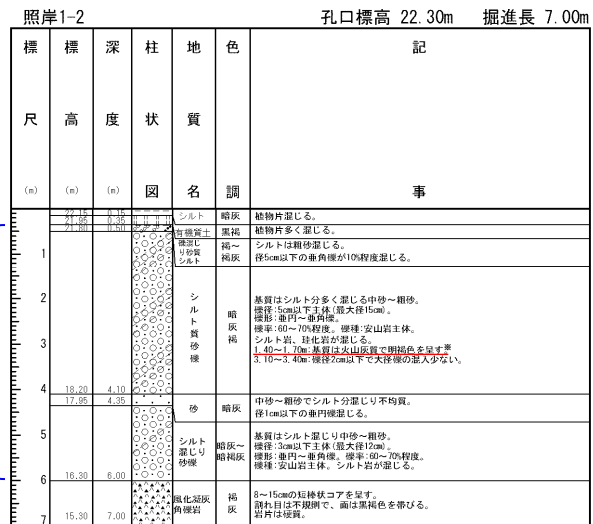 照岸1-2 孔口標高 22.30m 掘進長 7.00m
標尺(m) 標高(m) 深度(m) 柱状図 地質名 色調 記事
22.15 0.15 シルト 暗灰 植物片混じる。
21.95 0.35
21.80 0.50 有機質土 黒褐 植物片多く混じる。
礫混じ
り砂質
シルト
褐～
褐灰
シルトは粗砂混じる。
径5cm以下の亜角礫が10%程度混じる。
1
2
3
4
シルト質砂礫
暗灰褐
基質はシルト分多く混じる中砂～粗砂。
礫径:5cm以下主体(最大径15cm)。
礫形:亜円～亜角礫。
礫率:60～70%程度。礫種:安山岩主体。
シルト岩、珪化岩が混じる。
1.40～1.70m:基質は火山灰質で明褐色を呈す※
3.10～3.40m:礫径2cm以下で大径礫の混入少ない。
18.20 4.10
17.95 4.35
砂 暗灰
中砂～粗砂でシルト分混じり不均質。
径1cm以下の亜円礫混じる。
5
シルト
混じり
砂礫
暗灰～
暗褐灰
基質はシルト混じり中砂～粗砂。
礫径:3cm以下主体(最大径12cm)。
礫形:亜円～亜角礫。礫率:60～70%程度。
礫種:安山岩主体。シルト岩が混じる。
6
16.30 6.00
風化凝灰
角礫岩
褐灰
8～15cmの短棒状コアを呈す。
割れ目は不規則で、面は黒褐色を帯びる。
岩片は硬質。
7
15.30 7.00